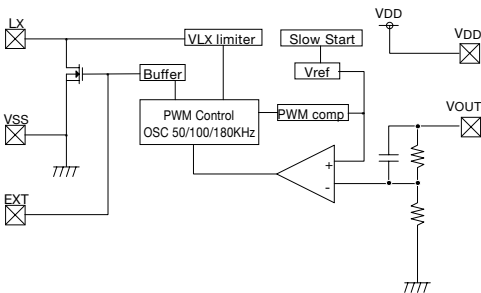 LX
VLX limiter
Slow Start
VDD
VDD
Buffer
Vref
PWM Control
OSC 50/100/180KHz
PWM comp
VOUT
VSS
+
-
EXT